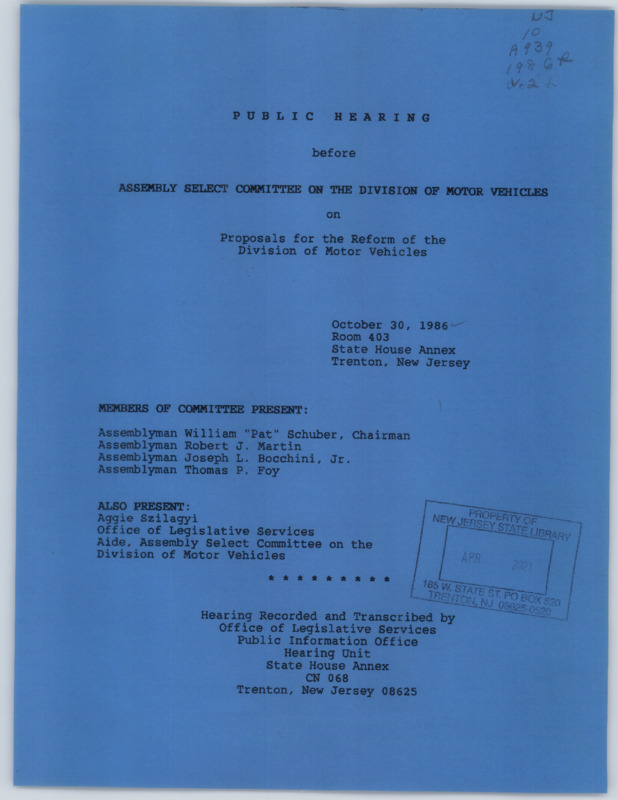 NJ
10
A939
1986
P U B L I C   H E A R I N G
before
ASSEMBLY SELECT COMMITTEE ON THE DIVISION OF MOTOR VEHICLES
on
Proposals for the Reform of the
Division of Motor Vehicles
October 30, 1986
Room 403
State House Annex
Trenton, New Jersey
MEMBERS OF COMMITTEE PRESENT:
Assemblyman William "Pat" Schuber, Chairman
Assemblyman Robert J. Martin
Assemblyman Joseph L. Bocchini, Jr.
Assemblyman Thomas P. Foy
ALSO PRESENT:
Aggie Szilagyi
Office of Legislative Services
Aide, Assembly Select Committee on the
Division of Motor Vehicles
PROPERTY OF
NEW JERSEY STATE LIBRARY
APR 2021
185 W. STATE ST. PO BOX 520
TRENTON, NJ 08625-0520
* * * * * * * * *
Hearing Recorded and Transcribed by
Office of Legislative Services
Public Information Office
Hearing Unit
State House Annex
CN 068
Trenton, New Jersey 08625